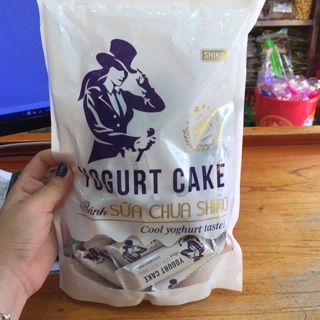 SHIKO
YOGURT CAKE
Bánh SỮA CHUA SHIKO
Cool yoghurt taste!
YOGURT CAKE